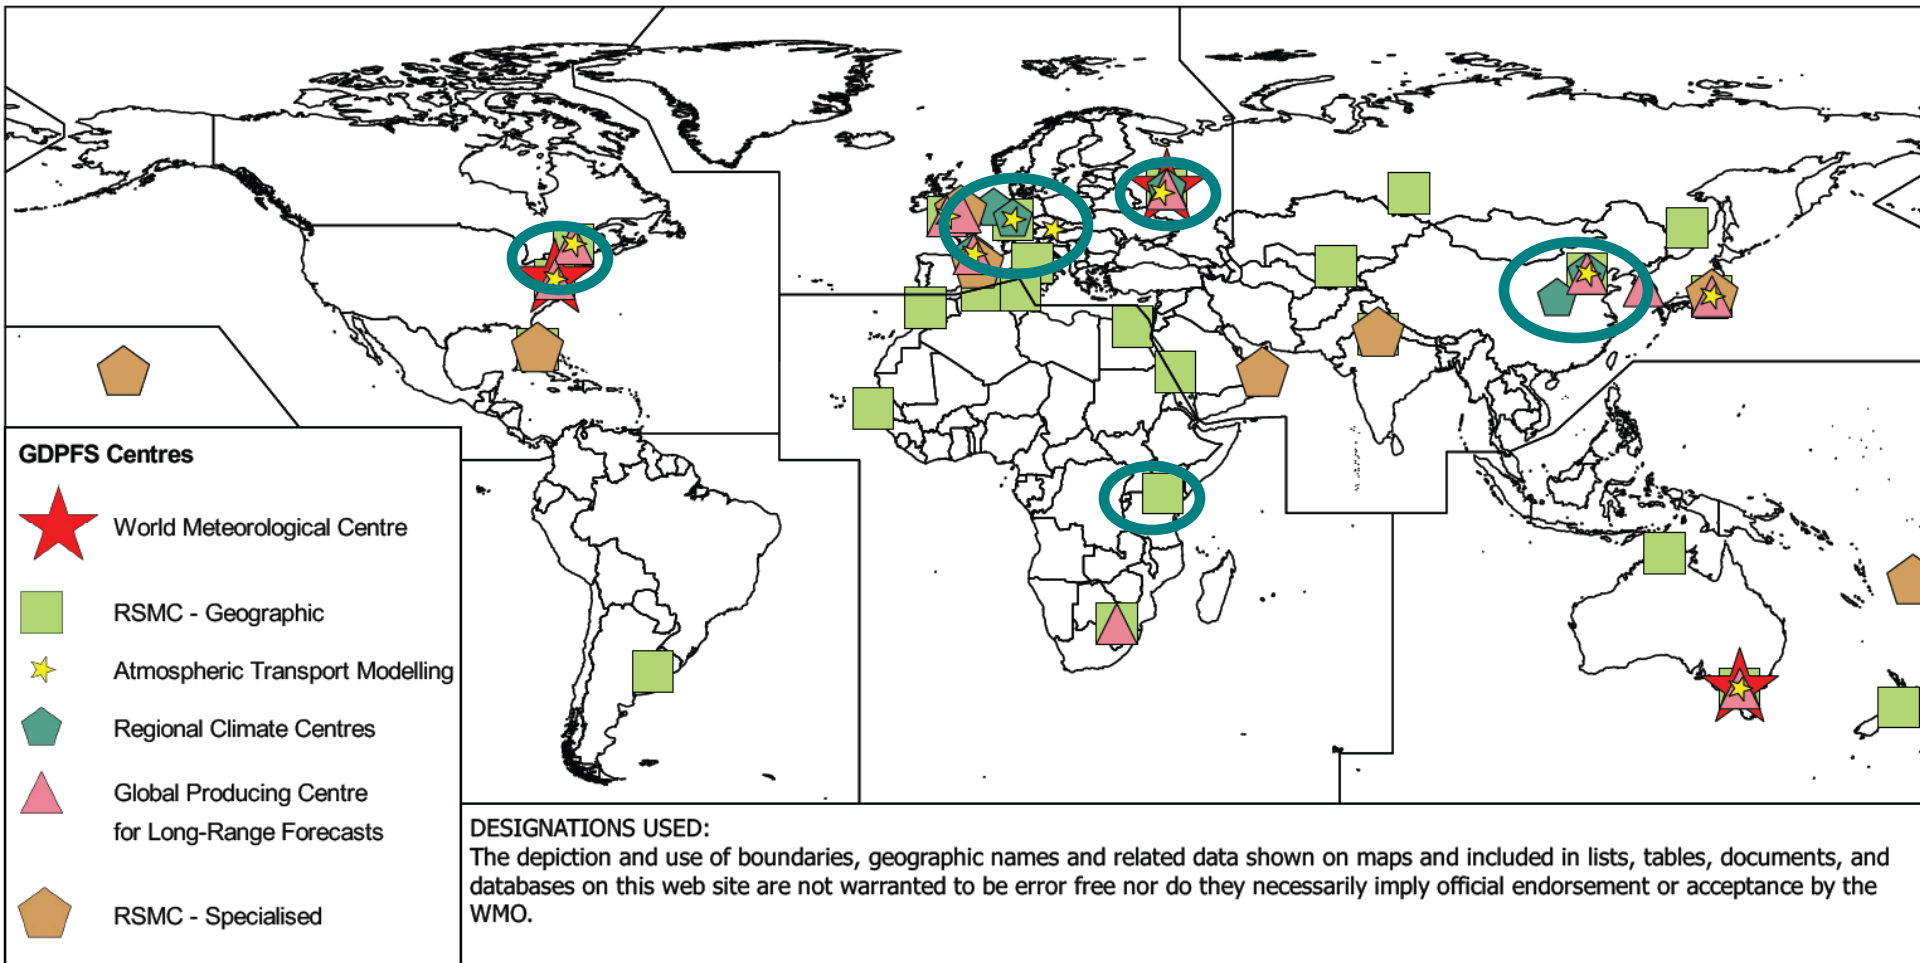 GDPFS Centres
World Meteorological Centre
RSMC - Geographic
Atmospheric Transport Modelling
Regional Climate Centres
Global Producing Centre
for Long-Range Forecasts
RSMC - Specialised
DESIGNATIONS USED:
The depiction and use of boundaries, geographic names and related data shown on maps and included in lists, tables, documents, and
databases on this web site are not warranted to be error free nor do they necessarily imply official endorsement or acceptance by the
WMO.